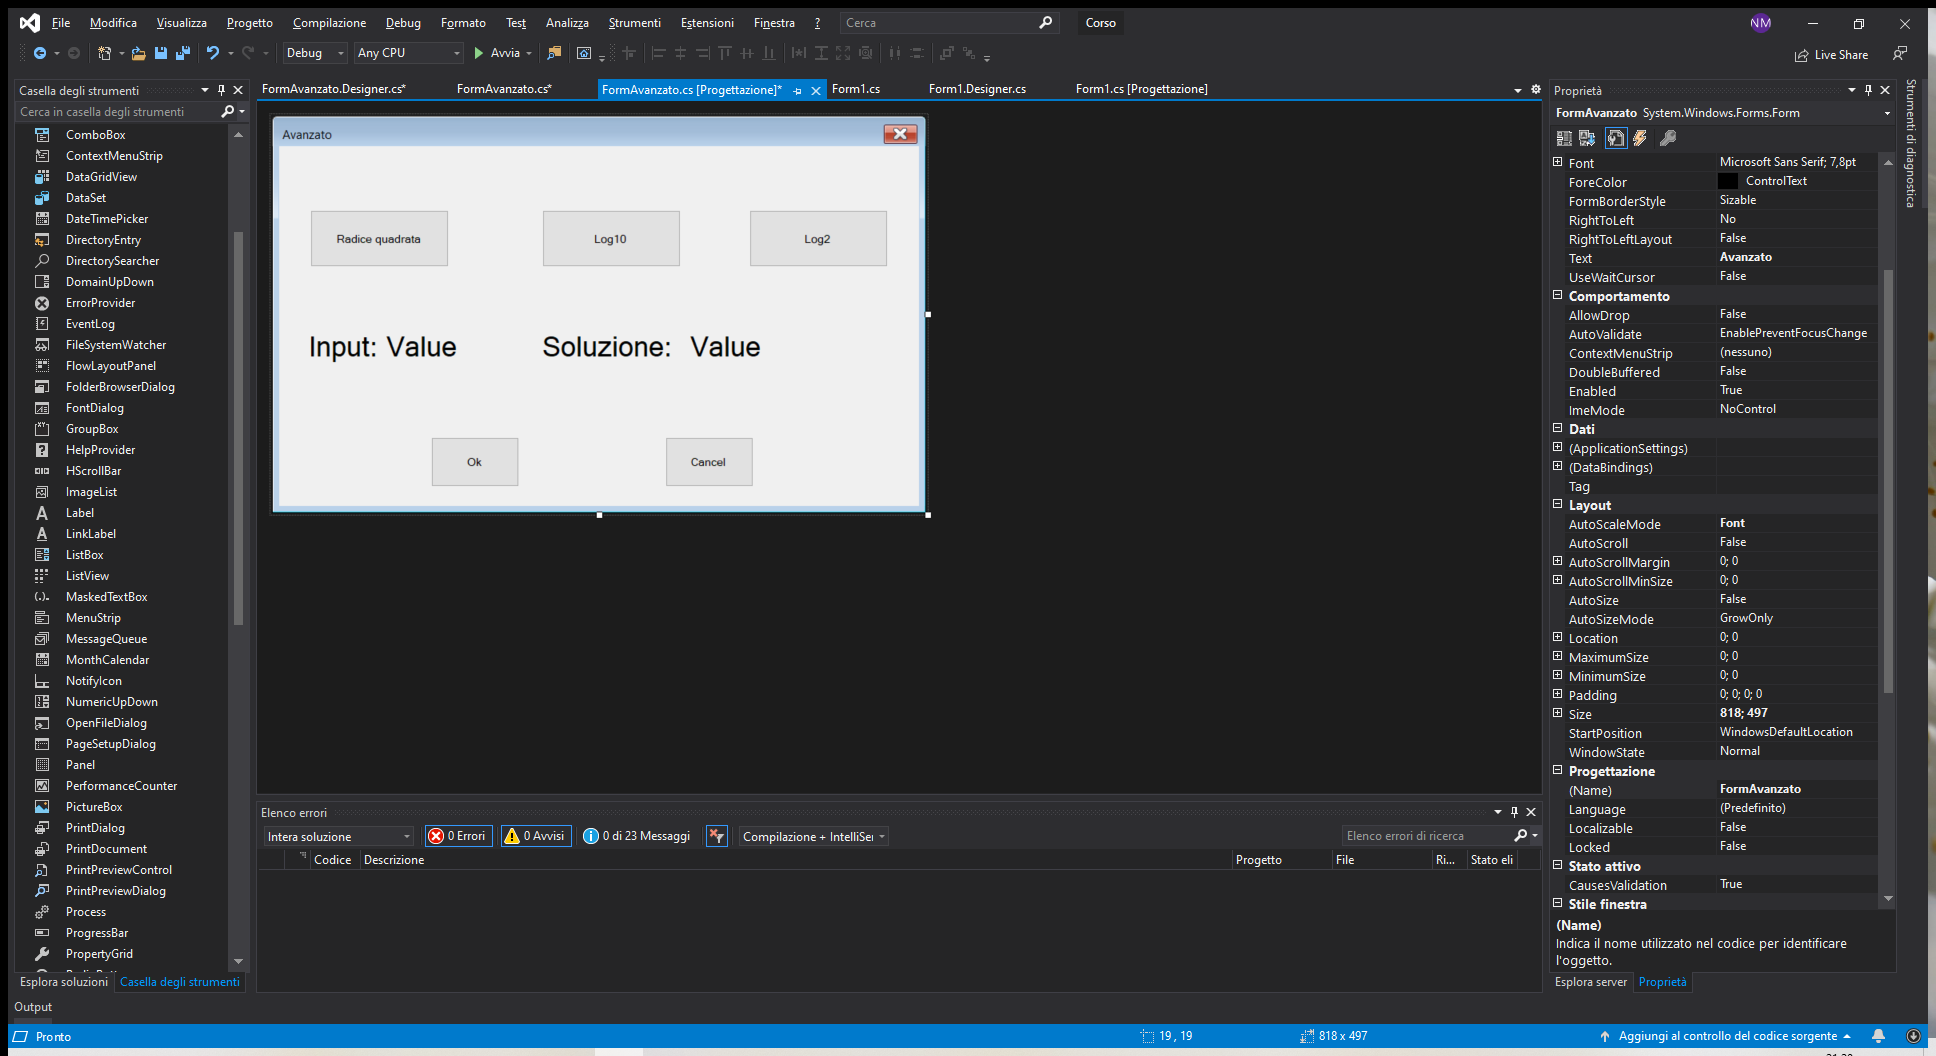 File Modifica Visualizza Progetto Compilazione Debug Formato Test Analizza Strumenti Estensioni Finestra ? Cerca Corso NM
Debug Any CPU Avvia Live Share
Casella degli strumenti
Cerca in casella degli strumenti
ComboBox
ContextMenuStrip
DataGridView
DataSet
DateTimePicker
DirectoryEntry
DirectorySearcher
DomainUpDown
ErrorProvider
EventLog
FileSystemWatcher
FlowLayoutPanel
FolderBrowserDialog
FontDialog
GroupBox
HelpProvider
HScrollBar
ImageList
Label
LinkLabel
ListBox
ListView
MaskedTextBox
MenuStrip
MessageQueue
MonthCalendar
NotifyIcon
NumericUpDown
OpenFileDialog
PageSetupDialog
Panel
PerformanceCounter
PictureBox
PrintDialog
PrintDocument
PrintPreviewControl
PrintPreviewDialog
Process
ProgressBar
PropertyGrid
Esplora soluzioni Casella degli strumenti
Output
FormAvanzato.Designer.cs* FormAvanzato.cs* FormAvanzato.cs [Progettazione]* Form1.cs Form1.Designer.cs Form1.cs [Progettazione]
Avanzato
Radice quadrata Log10 Log2
Input: Value Soluzione: Value
Ok Cancel
Elenco errori
Intera soluzione 0 Errori 0 Avvisi 0 di 23 Messaggi Compilazione + IntelliSe Elenco errori di ricerca
Codice Descrizione Progetto File Ri... Stato eli
Proprietà
FormAvanzato System.Windows.Forms.Form
Font Microsoft Sans Serif; 7,8pt
ForeColor ControlText
FormBorderStyle Sizable
RightToLeft No
RightToLeftLayout False
Text Avanzato
UseWaitCursor False
Comportamento
AllowDrop False
AutoValidate EnablePreventFocusChange
ContextMenuStrip (nessuno)
DoubleBuffered False
Enabled True
ImeMode NoControl
Dati
(ApplicationSettings)
(DataBindings)
Tag
Layout
AutoScaleMode Font
AutoScroll False
AutoScrollMargin 0; 0
AutoScrollMinSize 0; 0
AutoSize False
AutoSizeMode GrowOnly
Location 0; 0
MaximumSize 0; 0
MinimumSize 0; 0
Padding 0; 0; 0; 0
Size 818; 497
StartPosition WindowsDefaultLocation
WindowState Normal
Progettazione
(Name) FormAvanzato
Language (Predefinito)
Localizable False
Locked False
Stato attivo
CausesValidation True
Stile finestra
(Name)
Indica il nome utilizzato nel codice per identificare
l'oggetto.
Esplora server Proprietà
Strumenti di diagnostica
Pronto 19 , 19 818 x 497 Aggiungi al controllo del codice sorgente